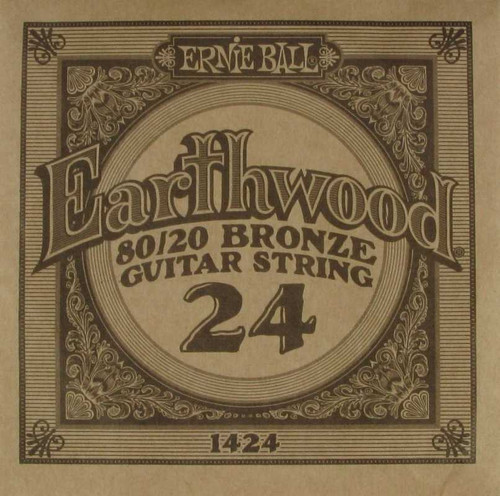 ERNIE BALL®
Earthwood®
80/20 BRONZE
GUITAR STRING
24
1424